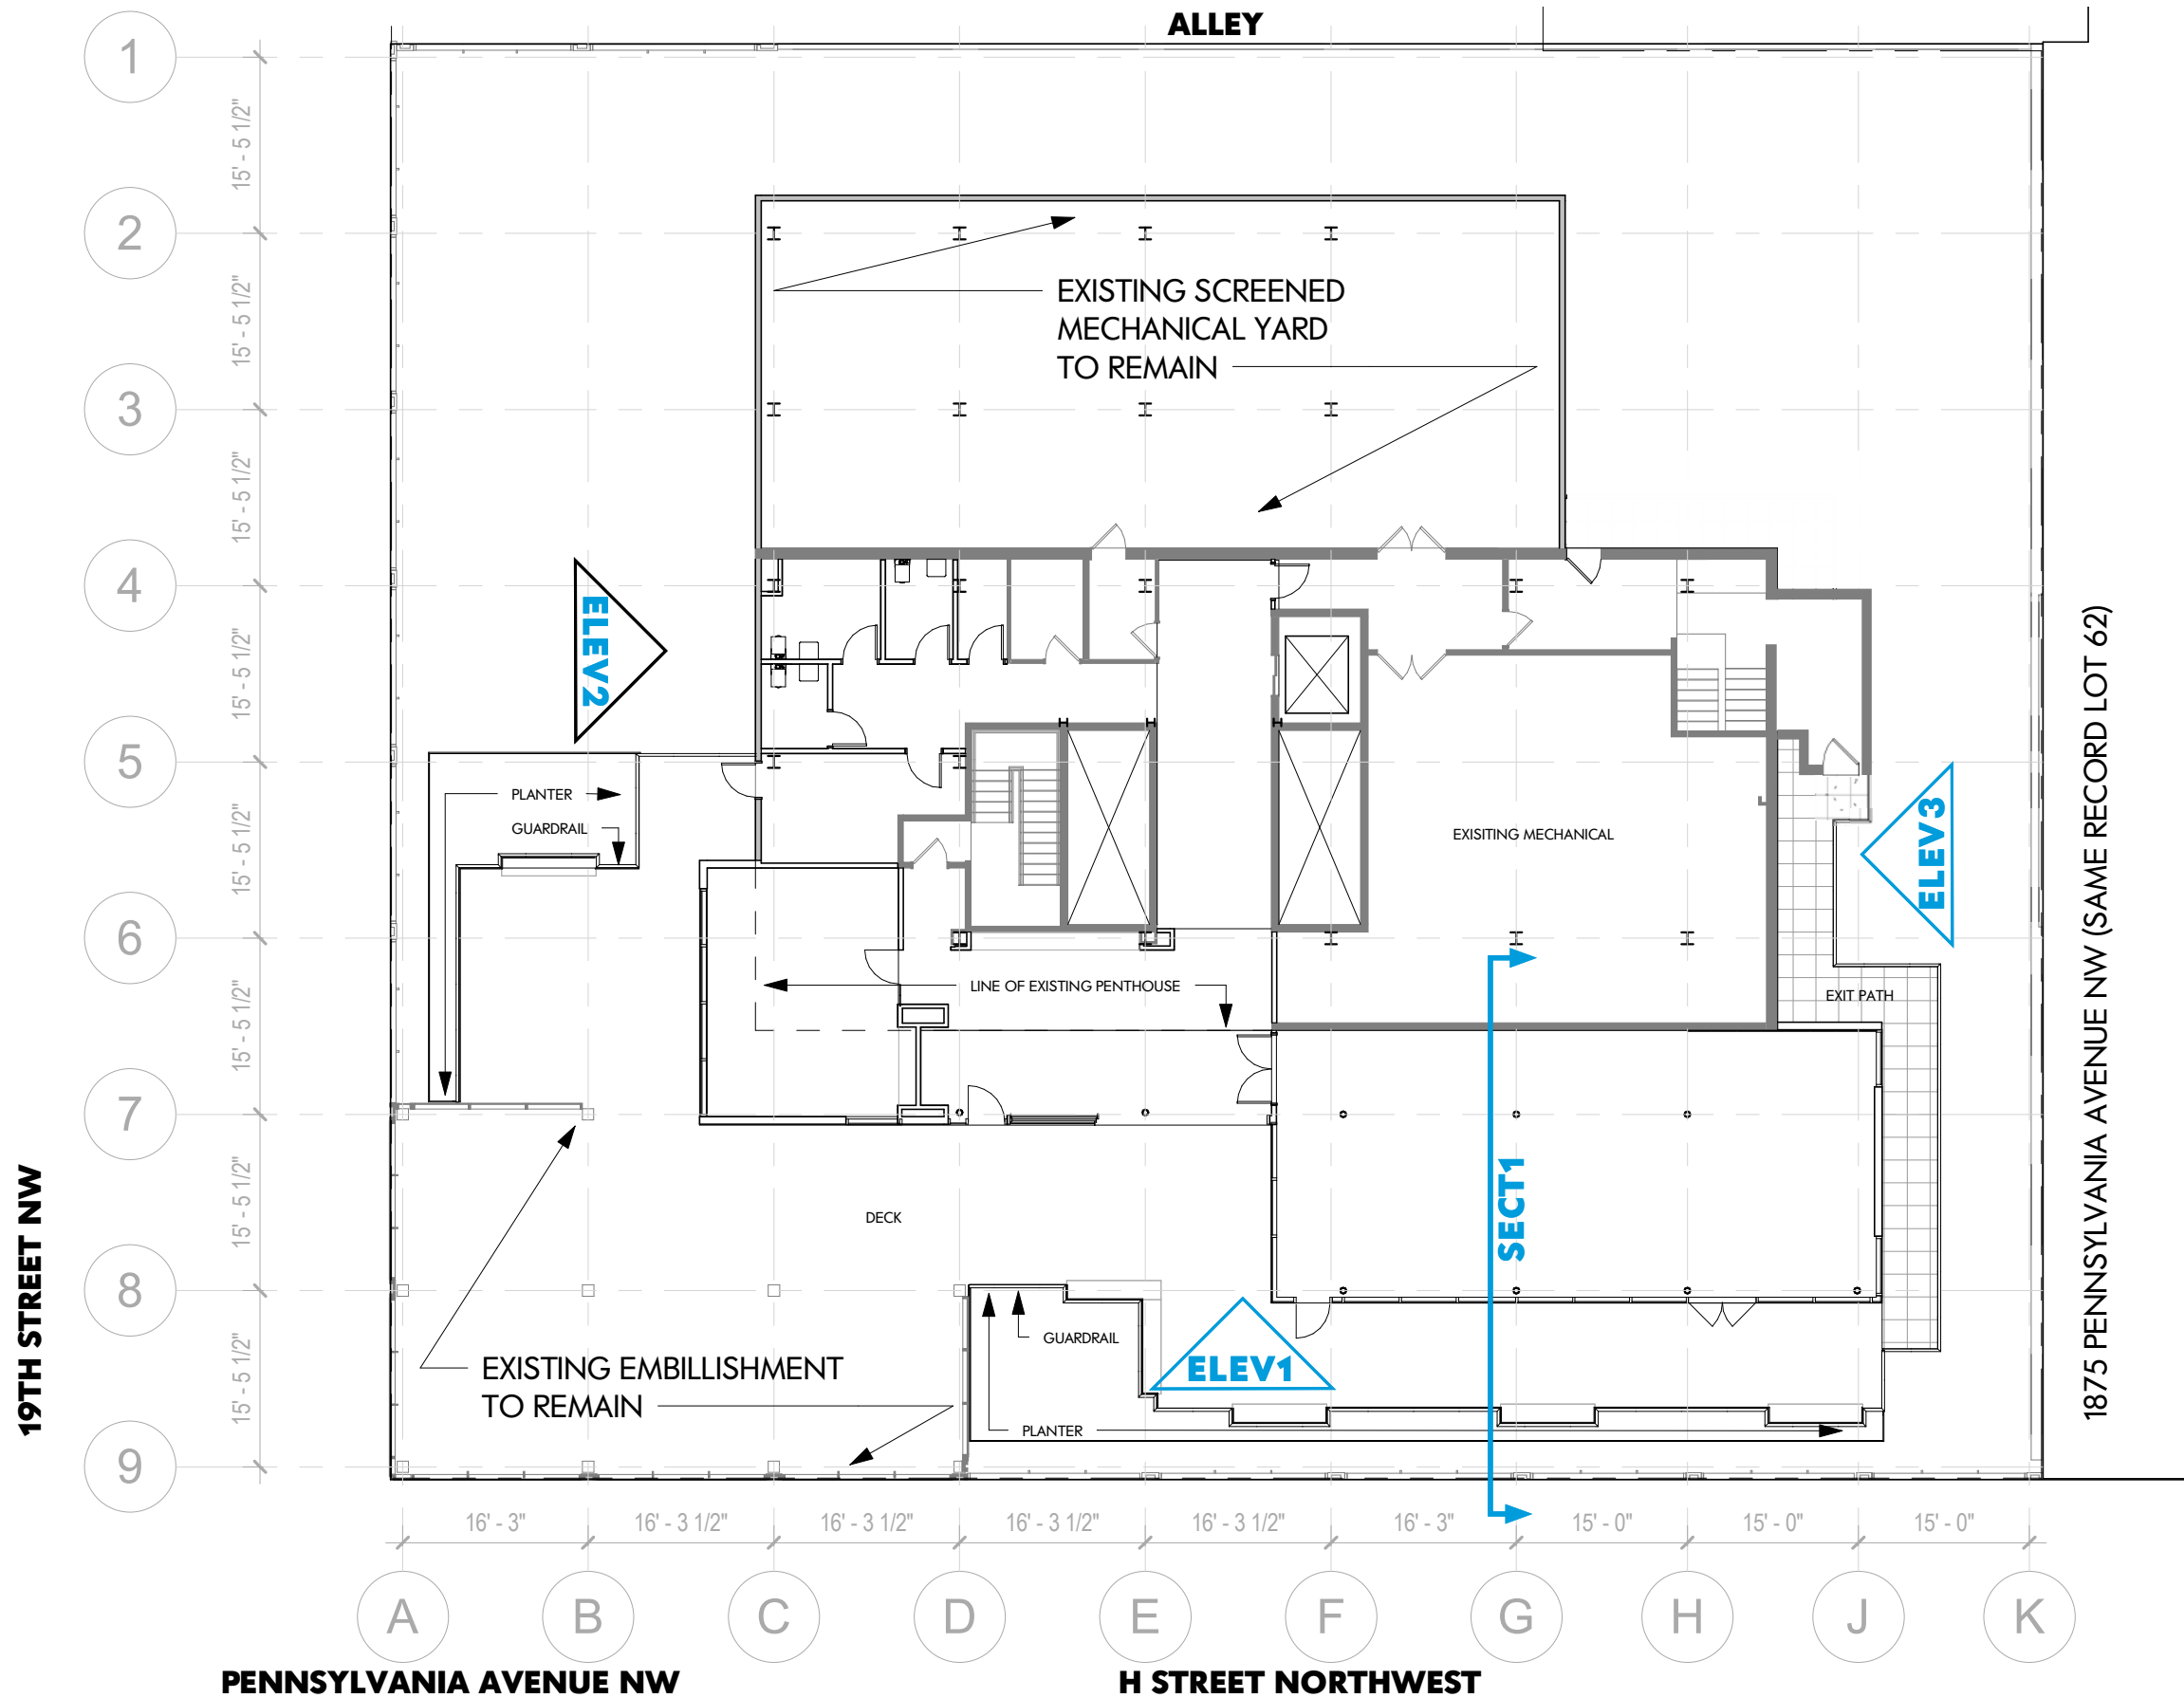 ALLEY
1
15' - 5 1/2"
2
15' - 5 1/2"
EXISTING SCREENED
MECHANICAL YARD
TO REMAIN
3
15' - 5 1/2"
4
ELEV2
15' - 5 1/2"
5
PLANTER
GUARDRAIL
15' - 5 1/2"
EXISITING MECHANICAL
ELEV3
6
LINE OF EXISTING PENTHOUSE
EXIT PATH
15' - 5 1/2"
7
15' - 5 1/2"
DECK
SECT1
8
GUARDRAIL
ELEV1
15' - 5 1/2"
EXISTING EMBILLISHMENT
TO REMAIN
PLANTER
9
19TH STREET NW
1875 PENNSYLVANIA AVENUE NW (SAME RECORD LOT 62)
16' - 3" 16' - 3 1/2" 16' - 3 1/2" 16' - 3 1/2" 16' - 3 1/2" 16' - 3" 15' - 0" 15' - 0" 15' - 0"
A B C D E F G H J K
PENNSYLVANIA AVENUE NW
H STREET NORTHWEST